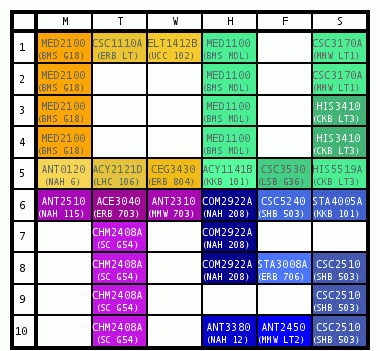 M T W H F S
1 MED2100 CSC1110A ELT1412B MED1100 CSC3170A
(BMS G18) (ERB LT) (UCC 102) (BMS MDL) (MMW LT1)
2 MED2100 MED1100 CSC3170A
(BMS G18) (BMS MDL) (MMW LT1)
3 MED2100 MED1100 HIS3410
(BMS G18) (BMS MDL) (CKB LT3)
4 MED2100 MED1100 HIS3410
(BMS G18) (BMS MDL) (CKB LT3)
5 ANT0120 ACY2121D CEG3430 ACY1141B CSC3530 HIS5519A
(NAH 6) (LHC 106) (ERB 804) (KKB 101) (LSB G36) (CKB LT3)
6 ANT2510 ACE3040 ANT2310 COM2922A CSC5240 STA4005A
(NAH 115) (ERB 703) (MMW 703) (NAH 208) (SHB 503) (KKB 101)
7 CHM2408A COM2922A
(SC G54) (NAH 208)
8 CHM2408A COM2922A STA3008A CSC2510
(SC G54) (NAH 208) (ERB 706) (SHB 503)
9 CHM2408A CSC2510
(SC G54) (SHB 503)
10 CHM2408A ANT3380 ANT2450 CSC2510
(SC G54) (NAH 12) (MMW LT2) (SHB 503)